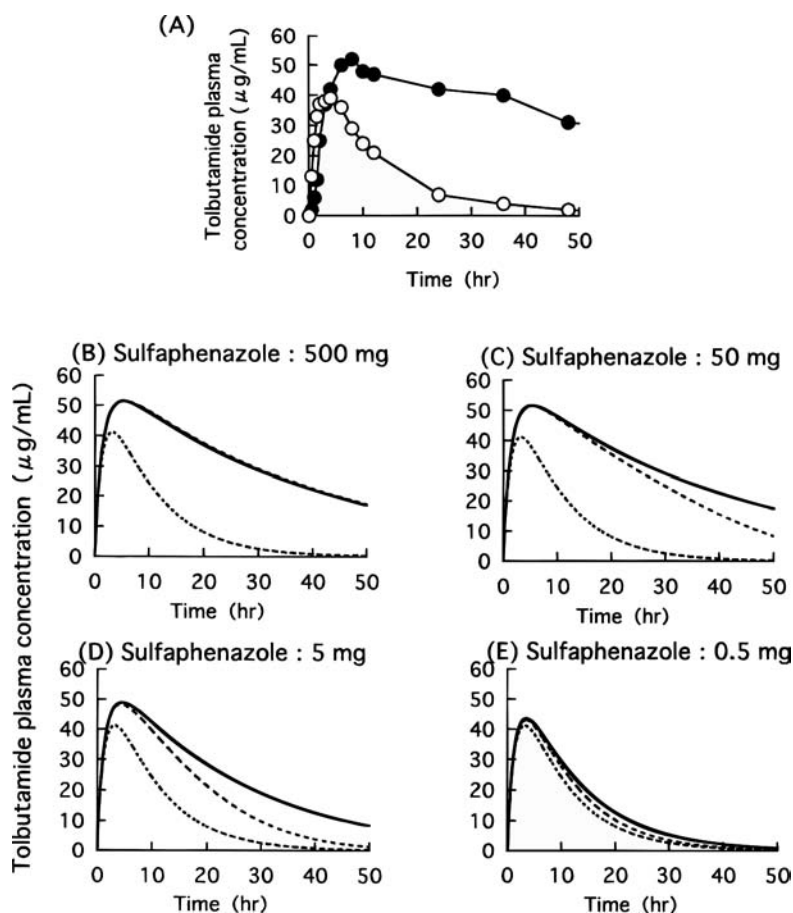 (A)
Tolbutamide plasma
concentration (μg/mL)
60
50
40
30
20
10
0
0 10 20 30 40 50
Time (hr)
(B) Sulfaphenazole : 500 mg
60
50
40
30
20
10
0
0 10 20 30 40 50
Time (hr)
(C) Sulfaphenazole : 50 mg
60
50
40
30
20
10
0
0 10 20 30 40 50
Time (hr)
Tolbutamide plasma concentration (μg/mL)
(D) Sulfaphenazole : 5 mg
60
50
40
30
20
10
0
0 10 20 30 40 50
Time (hr)
(E) Sulfaphenazole : 0.5 mg
60
50
40
30
20
10
0
0 10 20 30 40 50
Time (hr)